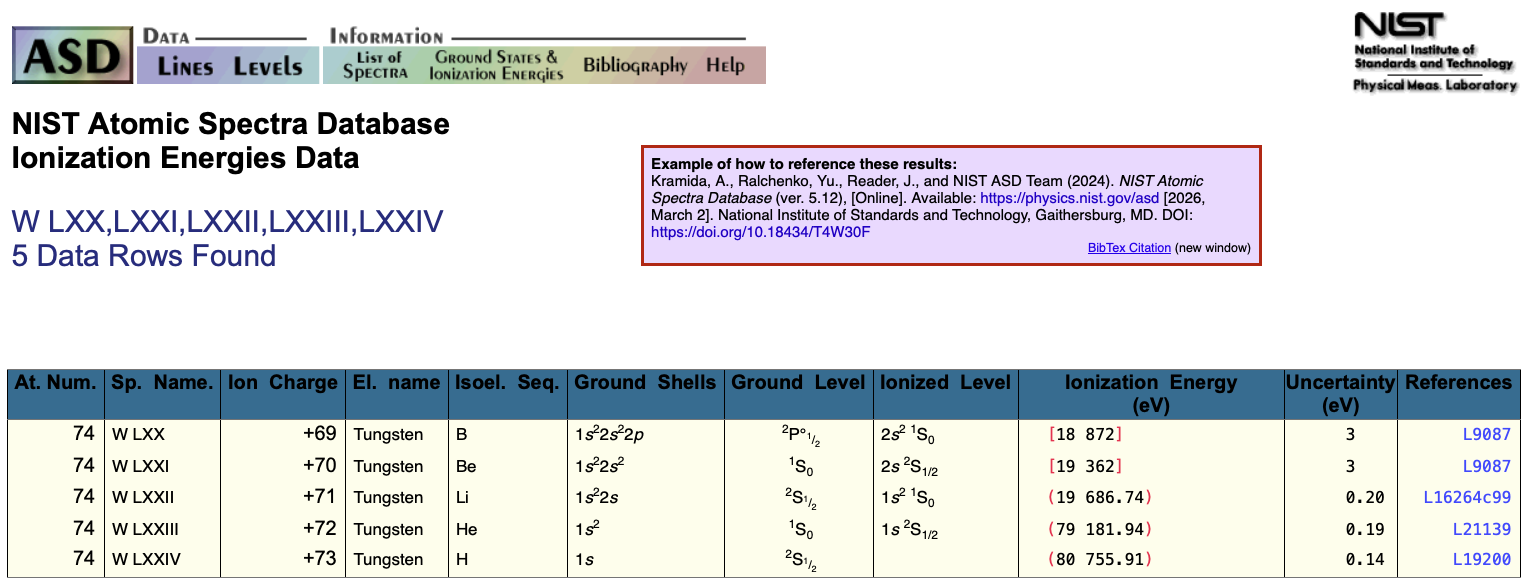 ASD
DATA
LINES LEVELS
INFORMATION
LIST OF SPECTRA
GROUND STATES & IONIZATION ENERGIES
BIBLIOGRAPHY
HELP
NIST
National Institute of
Standards and Technology
Physical Meas. Laboratory
NIST Atomic Spectra Database
Ionization Energies Data
W LXX,LXXI,LXXII,LXXIII,LXXIV
5 Data Rows Found
Example of how to reference these results:
Kramida, A., Ralchenko, Yu., Reader, J., and NIST ASD Team (2024). NIST Atomic
Spectra Database (ver. 5.12), [Online]. Available: https://physics.nist.gov/asd [2026,
March 2]. National Institute of Standards and Technology, Gaithersburg, MD. DOI:
https://doi.org/10.18434/T4W30F
BibTex Citation (new window)
At. Num. Sp. Name. Ion Charge El. name Isoel. Seq. Ground Shells Ground Level Ionized Level Ionization Energy (eV) Uncertainty (eV) References
74 W LXX +69 Tungsten B 1s²2s²2p ²P°₁/₂ 2s² ¹S₀ [18 872] 3 L9087
74 W LXXI +70 Tungsten Be 1s²2s² ¹S₀ 2s ²S₁/₂ [19 362] 3 L9087
74 W LXXII +71 Tungsten Li 1s²2s ²S₁/₂ 1s² ¹S₀ (19 686.74) 0.20 L16264c99
74 W LXXIII +72 Tungsten He 1s² ¹S₀ 1s ²S₁/₂ (79 181.94) 0.19 L21139
74 W LXXIV +73 Tungsten H 1s ²S₁/₂ (80 755.91) 0.14 L19200